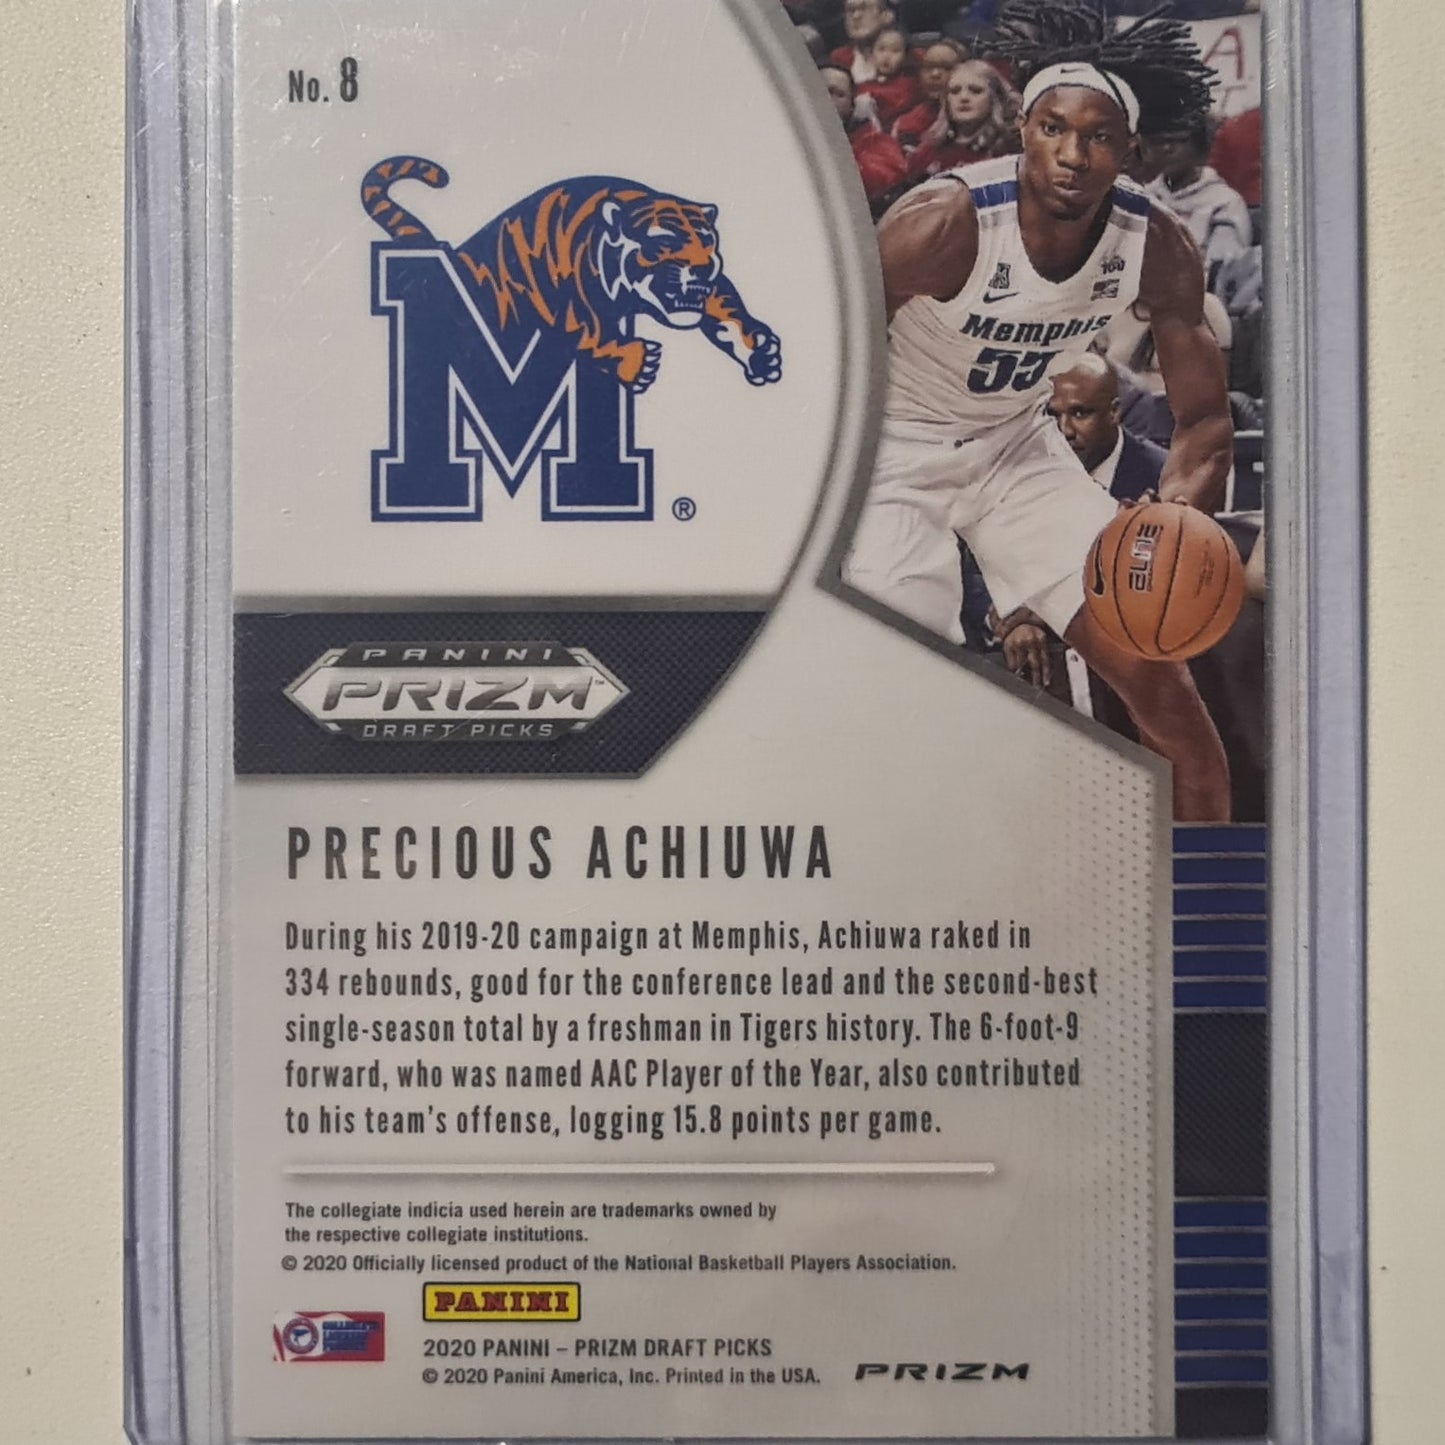 No. 8
M
®
Memphis
55
ELITE
PANINI
PRIZM™
DRAFT PICKS
PRECIOUS ACHIUWA
During his 2019-20 campaign at Memphis, Achiuwa raked in
334 rebounds, good for the conference lead and the second-best
single-season total by a freshman in Tigers history. The 6-foot-9
forward, who was named AAC Player of the Year, also contributed
to his team's offense, logging 15.8 points per game.
The collegiate indicia used herein are trademarks owned by
the respective collegiate institutions.
© 2020 Officially licensed product of the National Basketball Players Association.
PANINI
2020 PANINI – PRIZM DRAFT PICKS
© 2020 Panini America, Inc. Printed in the USA.
PRIZM